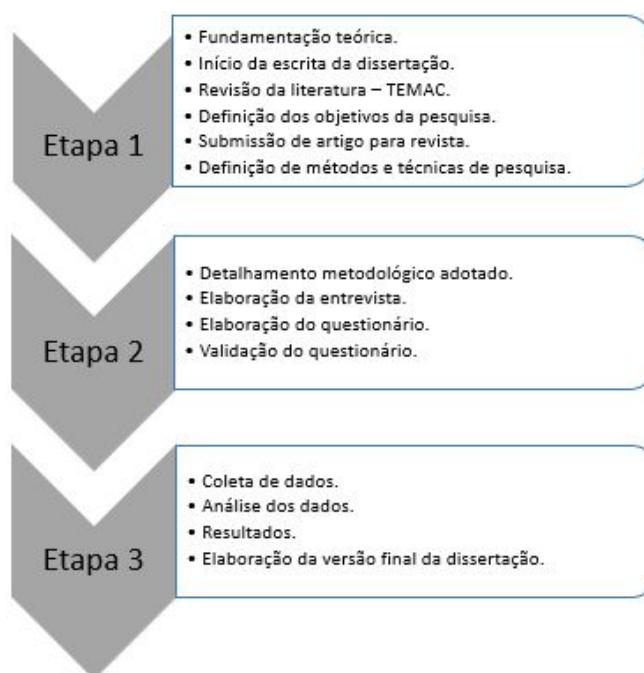 Etapa 1
• Fundamentação teórica.
• Início da escrita da dissertação.
• Revisão da literatura – TEMAC.
• Definição dos objetivos da pesquisa.
• Submissão de artigo para revista.
• Definição de métodos e técnicas de pesquisa.
Etapa 2
• Detalhamento metodológico adotado.
• Elaboração da entrevista.
• Elaboração do questionário.
• Validação do questionário.
Etapa 3
• Coleta de dados.
• Análise dos dados.
• Resultados.
• Elaboração da versão final da dissertação.